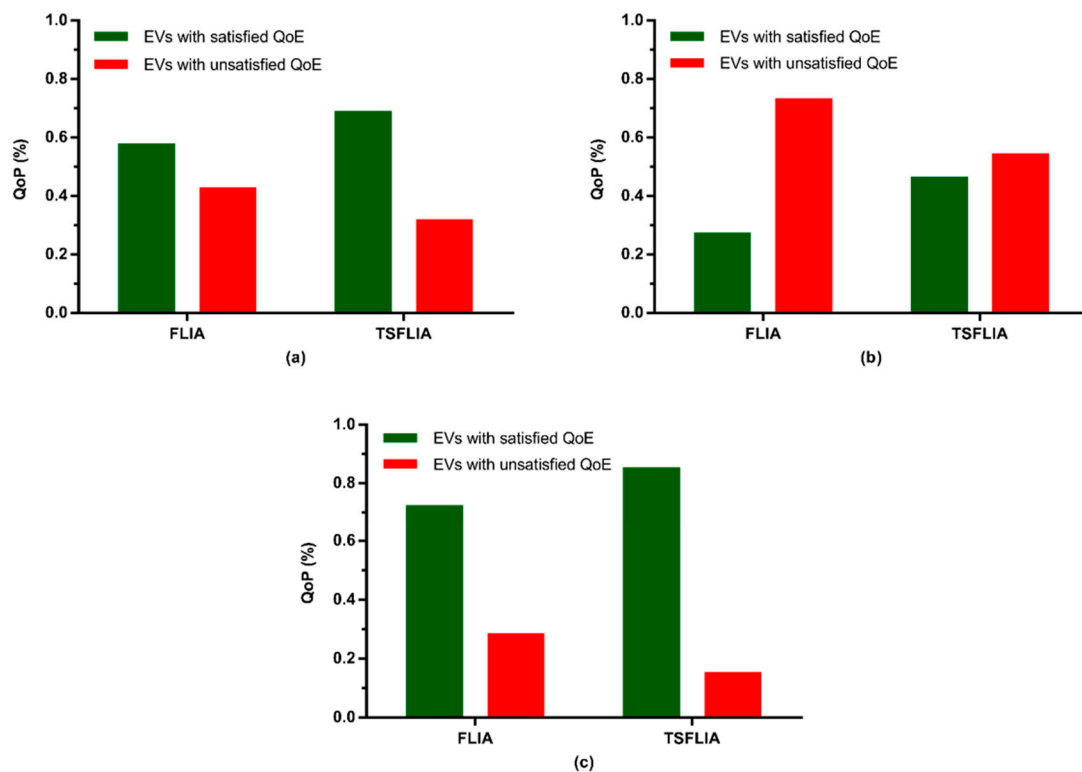 1.0
EVs with satisfied QoE
EVs with unsatisfied QoE
0.8
0.6
QoP (%)
0.4
0.2
0.0
FLIA TSFLIA
(a)
1.0
EVs with satisfied QoE
EVs with unsatisfied QoE
0.8
0.6
QoP (%)
0.4
0.2
0.0
FLIA TSFLIA
(b)
1.0
EVs with satisfied QoE
EVs with unsatisfied QoE
0.8
0.6
QoP (%)
0.4
0.2
0.0
FLIA TSFLIA
(c)